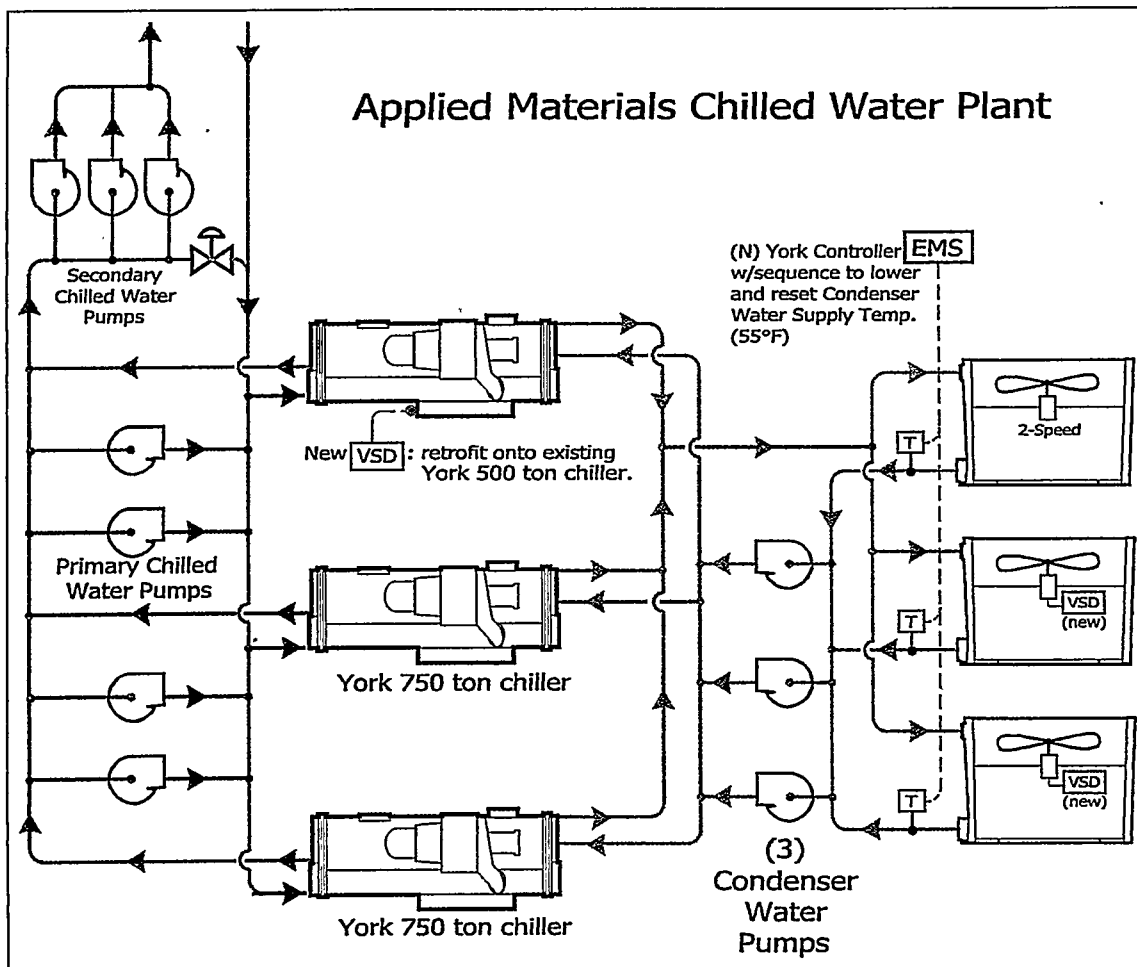 Applied Materials Chilled Water Plant
Secondary
Chilled Water
Pumps
(N) York Controller
w/sequence to lower
and reset Condenser
Water Supply Temp.
(55°F)
EMS
T
2-Speed
New VSD : retrofit onto existing
York 500 ton chiller.
Primary Chilled
Water Pumps
T
VSD
(new)
York 750 ton chiller
T
VSD
(new)
York 750 ton chiller
(3)
Condenser
Water
Pumps